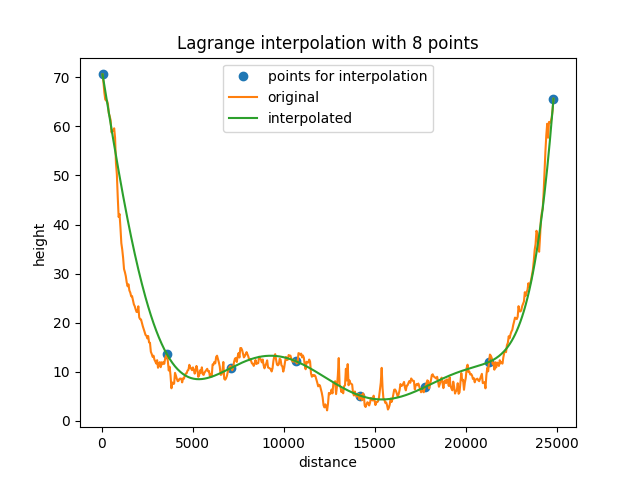 Lagrange interpolation with 8 points
points for interpolation
original
interpolated
height
70
60
50
40
30
20
10
0
0 5000 10000 15000 20000 25000
distance